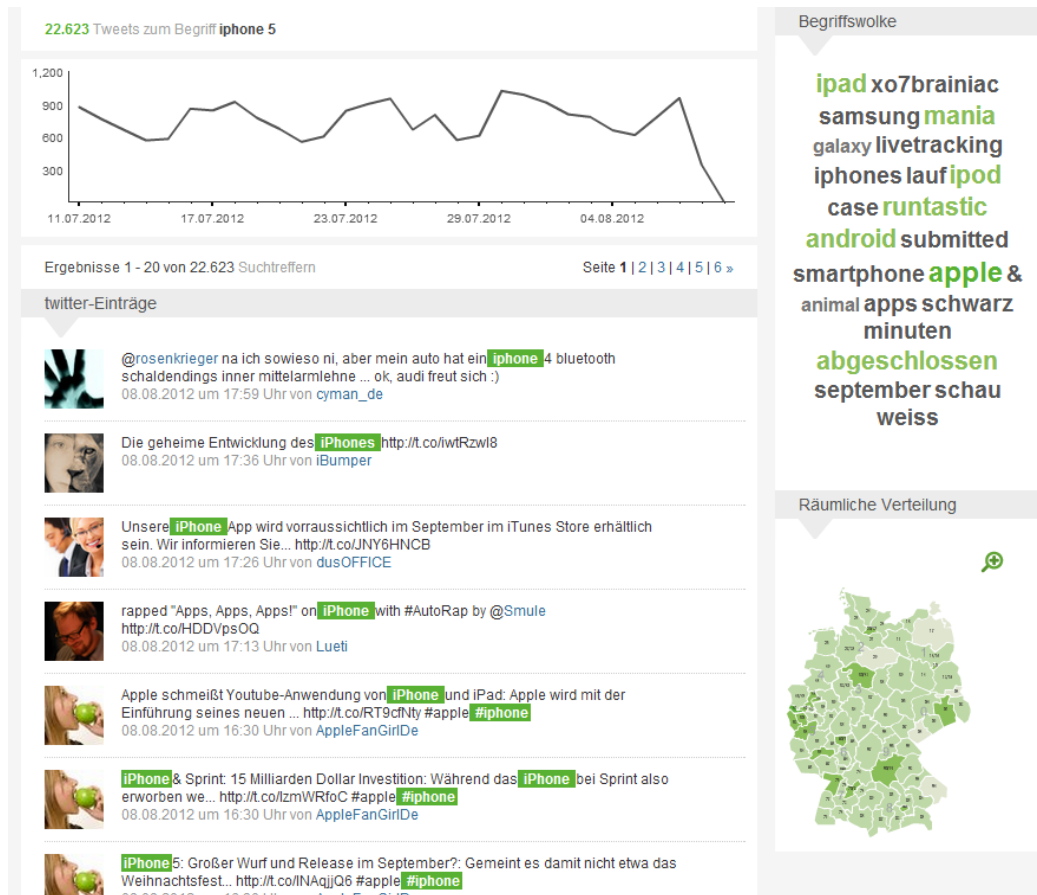 22.623 Tweets zum Begriff iphone 5
1,200
900
600
300
11.07.2012 17.07.2012 23.07.2012 29.07.2012 04.08.2012
Ergebnisse 1 - 20 von 22.623 Suchtreffern
Seite 1 | 2 | 3 | 4 | 5 | 6 »
twitter-Einträge
@rosenkrieger na ich sowieso ni, aber mein auto hat ein iphone 4 bluetooth
schaldendings inner mittelarmlehne ... ok, audi freut sich :)
08.08.2012 um 17:59 Uhr von cyman_de
Die geheime Entwicklung des iPhones http://t.co/iwtRzwl8
08.08.2012 um 17:36 Uhr von iBumper
Unsere iPhone App wird vorraussichtlich im September im iTunes Store erhältlich
sein. Wir informieren Sie... http://t.co/JNY6HNCB
08.08.2012 um 17:26 Uhr von dusOFFICE
rapped "Apps, Apps, Apps!" on iPhone with #AutoRap by @Smule
http://t.co/HDDVpsOQ
08.08.2012 um 17:13 Uhr von Lueti
Apple schmeißt Youtube-Anwendung von iPhone und iPad: Apple wird mit der
Einführung seines neuen ... http://t.co/RT9cfNty #apple #iphone
08.08.2012 um 16:30 Uhr von AppleFanGirlDe
iPhone & Sprint: 15 Milliarden Dollar Investition: Während das iPhone bei Sprint also
erworben we... http://t.co/IzmWRfoC #apple #iphone
08.08.2012 um 16:30 Uhr von AppleFanGirlDe
iPhone 5: Großer Wurf und Release im September?: Gemeint es damit nicht etwa das
Weihnachtsfest... http://t.co/lNAqjjQ6 #apple #iphone
Begriffswolke
ipad xo7brainiac
samsung mania
galaxy livetracking
iphones lauf ipod
case runtastic
android submitted
smartphone apple &
animal apps schwarz
minuten
abgeschlossen
september schau
weiss
Räumliche Verteilung